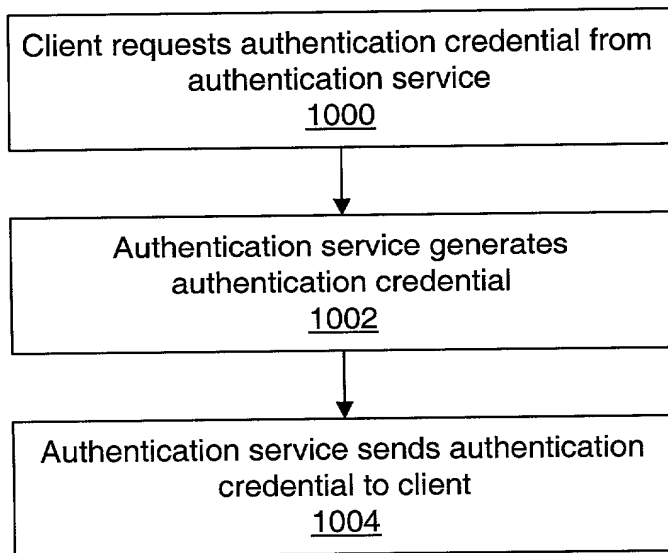 Client requests authentication credential from
authentication service
1000
Authentication service generates
authentication credential
1002
Authentication service sends authentication
credential to client
1004